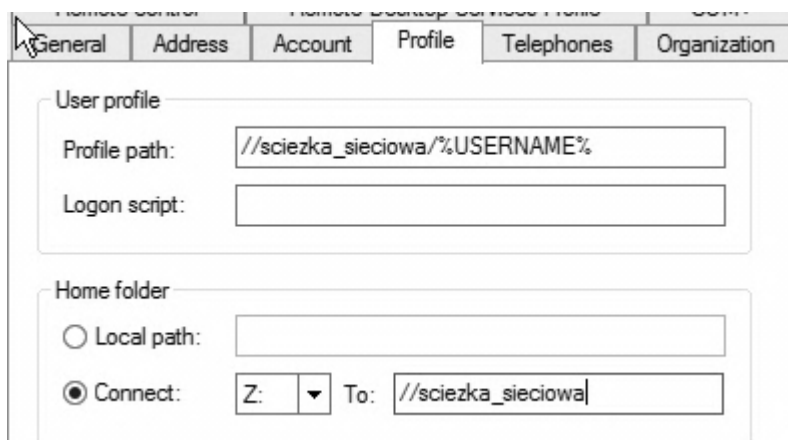 General Address Account Profile Telephones Organization
User profile
Profile path: //sciezka_sieciowa/%USERNAME%
Logon script:
Home folder
Local path:
Connect: Z: To: //sciezka_sieciowa